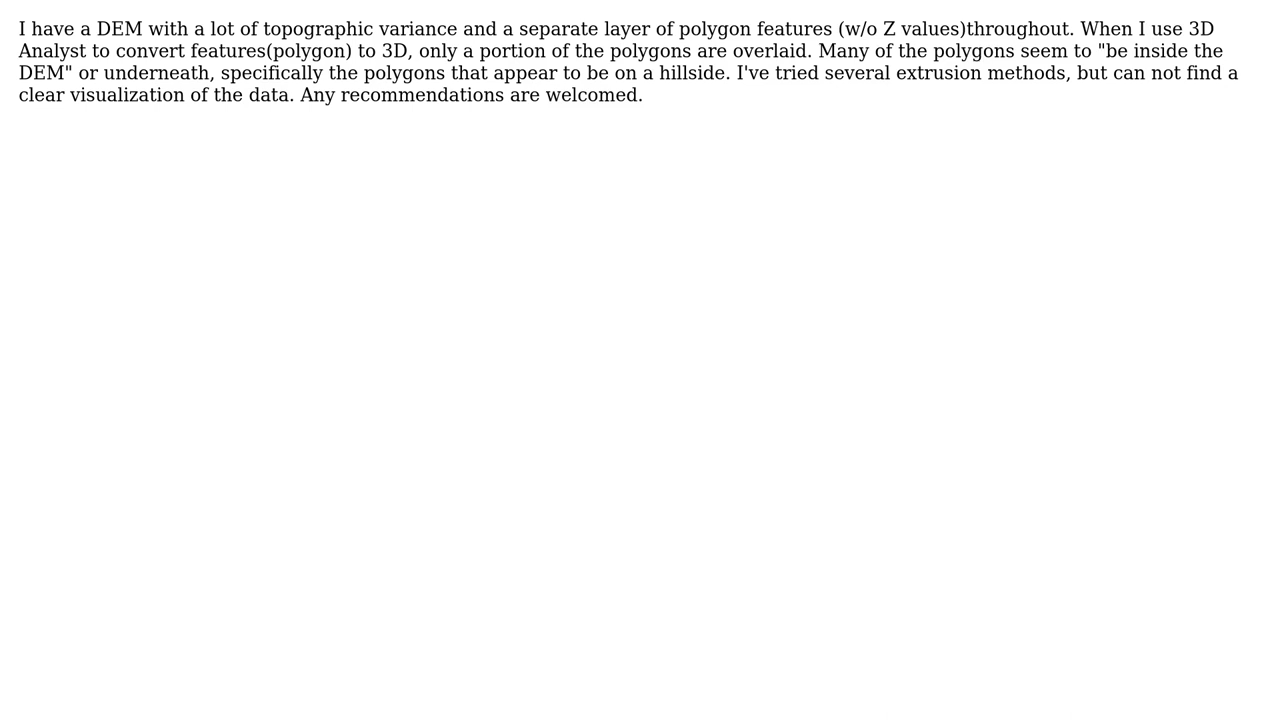 I have a DEM with a lot of topographic variance and a separate layer of polygon features (w/o Z values)throughout. When I use 3D
Analyst to convert features(polygon) to 3D, only a portion of the polygons are overlaid. Many of the polygons seem to "be inside the
DEM" or underneath, specifically the polygons that appear to be on a hillside. I've tried several extrusion methods, but can not find a
clear visualization of the data. Any recommendations are welcomed.